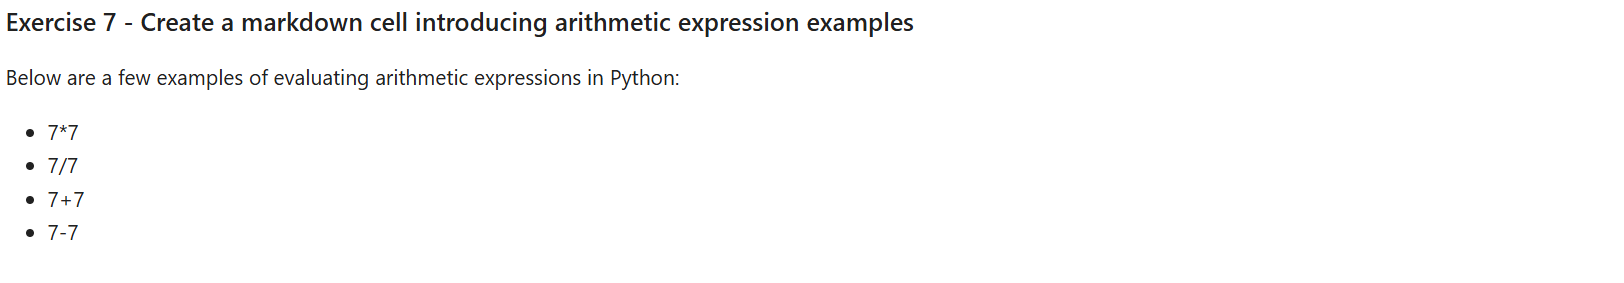 Exercise 7 - Create a markdown cell introducing arithmetic expression examples
Below are a few examples of evaluating arithmetic expressions in Python:
• 7*7
• 7/7
• 7+7
• 7-7